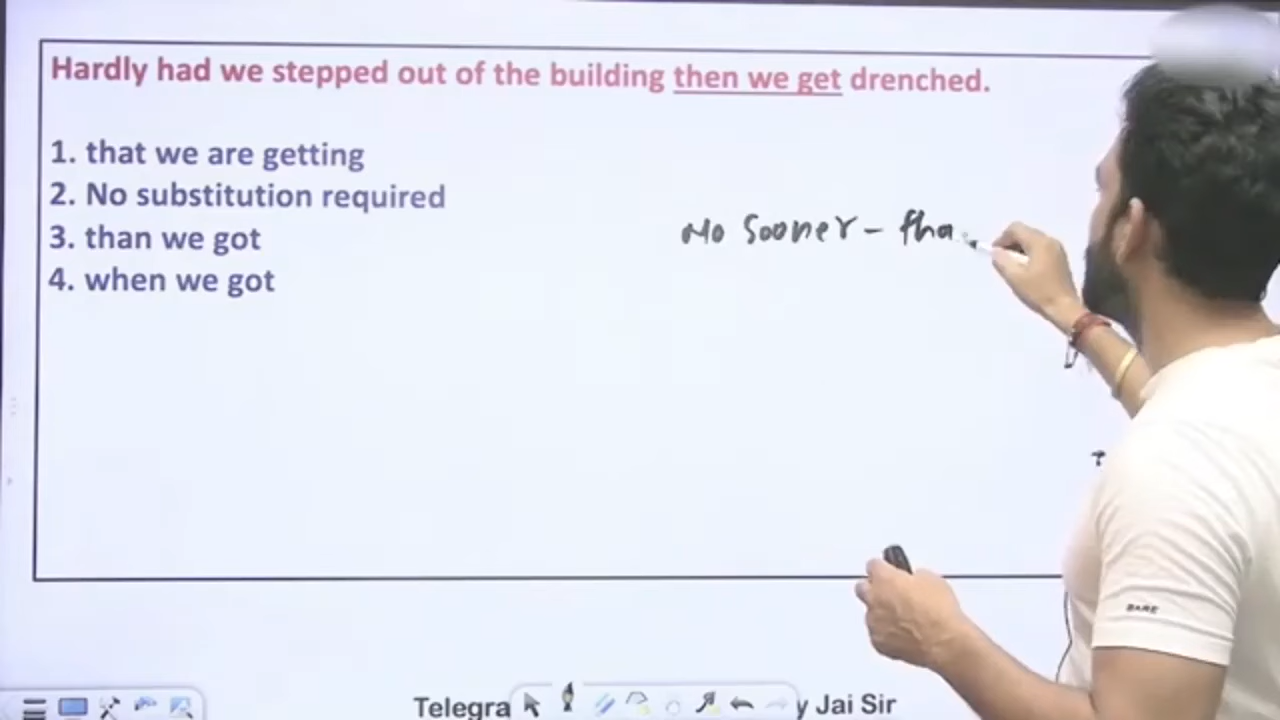 Hardly had we stepped out of the building then we get drenched.
1. that we are getting
2. No substitution required
3. than we got
4. when we got
No Sooner - tha
BARE
Telegra
y Jai Sir